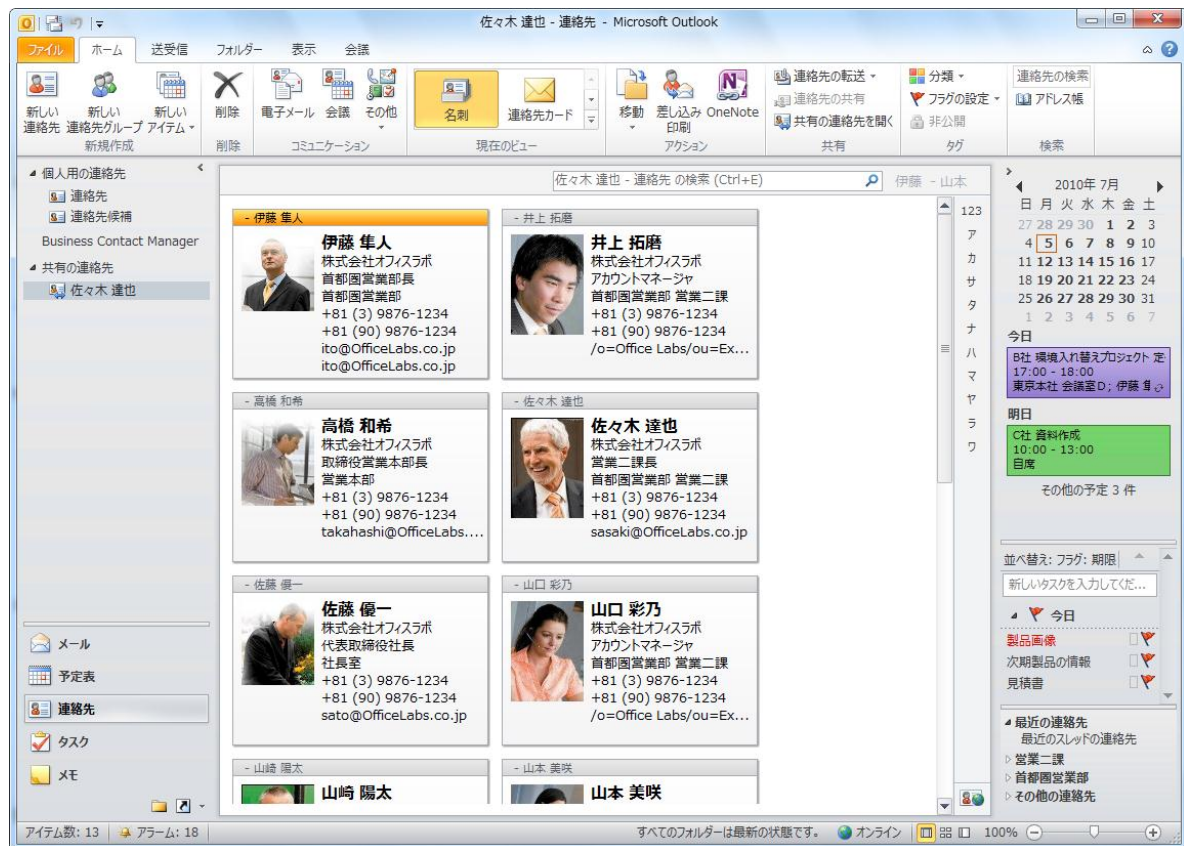 佐々木 達也 - 連絡先 - Microsoft Outlook
ファイル ホーム 送受信 フォルダー 表示 会議
新しい連絡先
新しい連絡先グループ
新しいアイテム
新規作成
削除
削除
電子メール 会議 その他
コミュニケーション
名刺 連絡先カード
現在のビュー
移動 差し込み印刷 OneNote
アクション
連絡先の転送
連絡先の共有
共有の連絡先を開く
共有
分類
フラグの設定
非公開
タグ
連絡先の検索
アドレス帳
検索
個人用の連絡先
連絡先
連絡先候補
Business Contact Manager
共有の連絡先
佐々木 達也
メール
予定表
連絡先
タスク
メモ
佐々木 達也 - 連絡先 の検索 (Ctrl+E)
伊藤 - 山本
- 伊藤 隼人
伊藤 隼人
株式会社オフィスラボ
首都圏営業部長
首都圏営業部
+81 (3) 9876-1234
+81 (90) 9876-1234
ito@OfficeLabs.co.jp
ito@OfficeLabs.co.jp
- 井上 拓磨
井上 拓磨
株式会社オフィスラボ
アカウントマネージャ
首都圏営業部 営業二課
+81 (3) 9876-1234
+81 (90) 9876-1234
/o=Office Labs/ou=Ex...
- 高橋 和希
高橋 和希
株式会社オフィスラボ
取締役営業本部長
営業本部
+81 (3) 9876-1234
+81 (90) 9876-1234
takahashi@OfficeLabs....
- 佐々木 達也
佐々木 達也
株式会社オフィスラボ
営業二課長
首都圏営業部 営業二課
+81 (3) 9876-1234
+81 (90) 9876-1234
sasaki@OfficeLabs.co.jp
- 佐藤 優一
佐藤 優一
株式会社オフィスラボ
代表取締役社長
社長室
+81 (3) 9876-1234
+81 (90) 9876-1234
sato@OfficeLabs.co.jp
- 山口 彩乃
山口 彩乃
株式会社オフィスラボ
アカウントマネージャ
首都圏営業部 営業二課
+81 (3) 9876-1234
+81 (90) 9876-1234
/o=Office Labs/ou=Ex...
- 山崎 陽太
山崎 陽太
- 山本 美咲
山本 美咲
123
ア
カ
サ
タ
ナ
ハ
マ
ヤ
ラ
ワ
2010年 7月
日 月 火 水 木 金 土
27 28 29 30 1 2 3
4 5 6 7 8 9 10
11 12 13 14 15 16 17
18 19 20 21 22 23 24
25 26 27 28 29 30 31
1 2 3 4 5 6 7
今日
B社 環境入れ替えプロジェクト 定
17:00 - 18:00
東京本社 会議室D; 伊藤 隼
明日
C社 資料作成
10:00 - 13:00
自席
その他の予定 3 件
並べ替え: フラグ: 期限
新しいタスクを入力してくだ...
今日
製品画像
次期製品の情報
見積書
最近の連絡先
最近のスレッドの連絡先
営業二課
首都圏営業部
その他の連絡先
アイテム数: 13 アラーム: 18
すべてのフォルダーは最新の状態です。 オンライン 100%